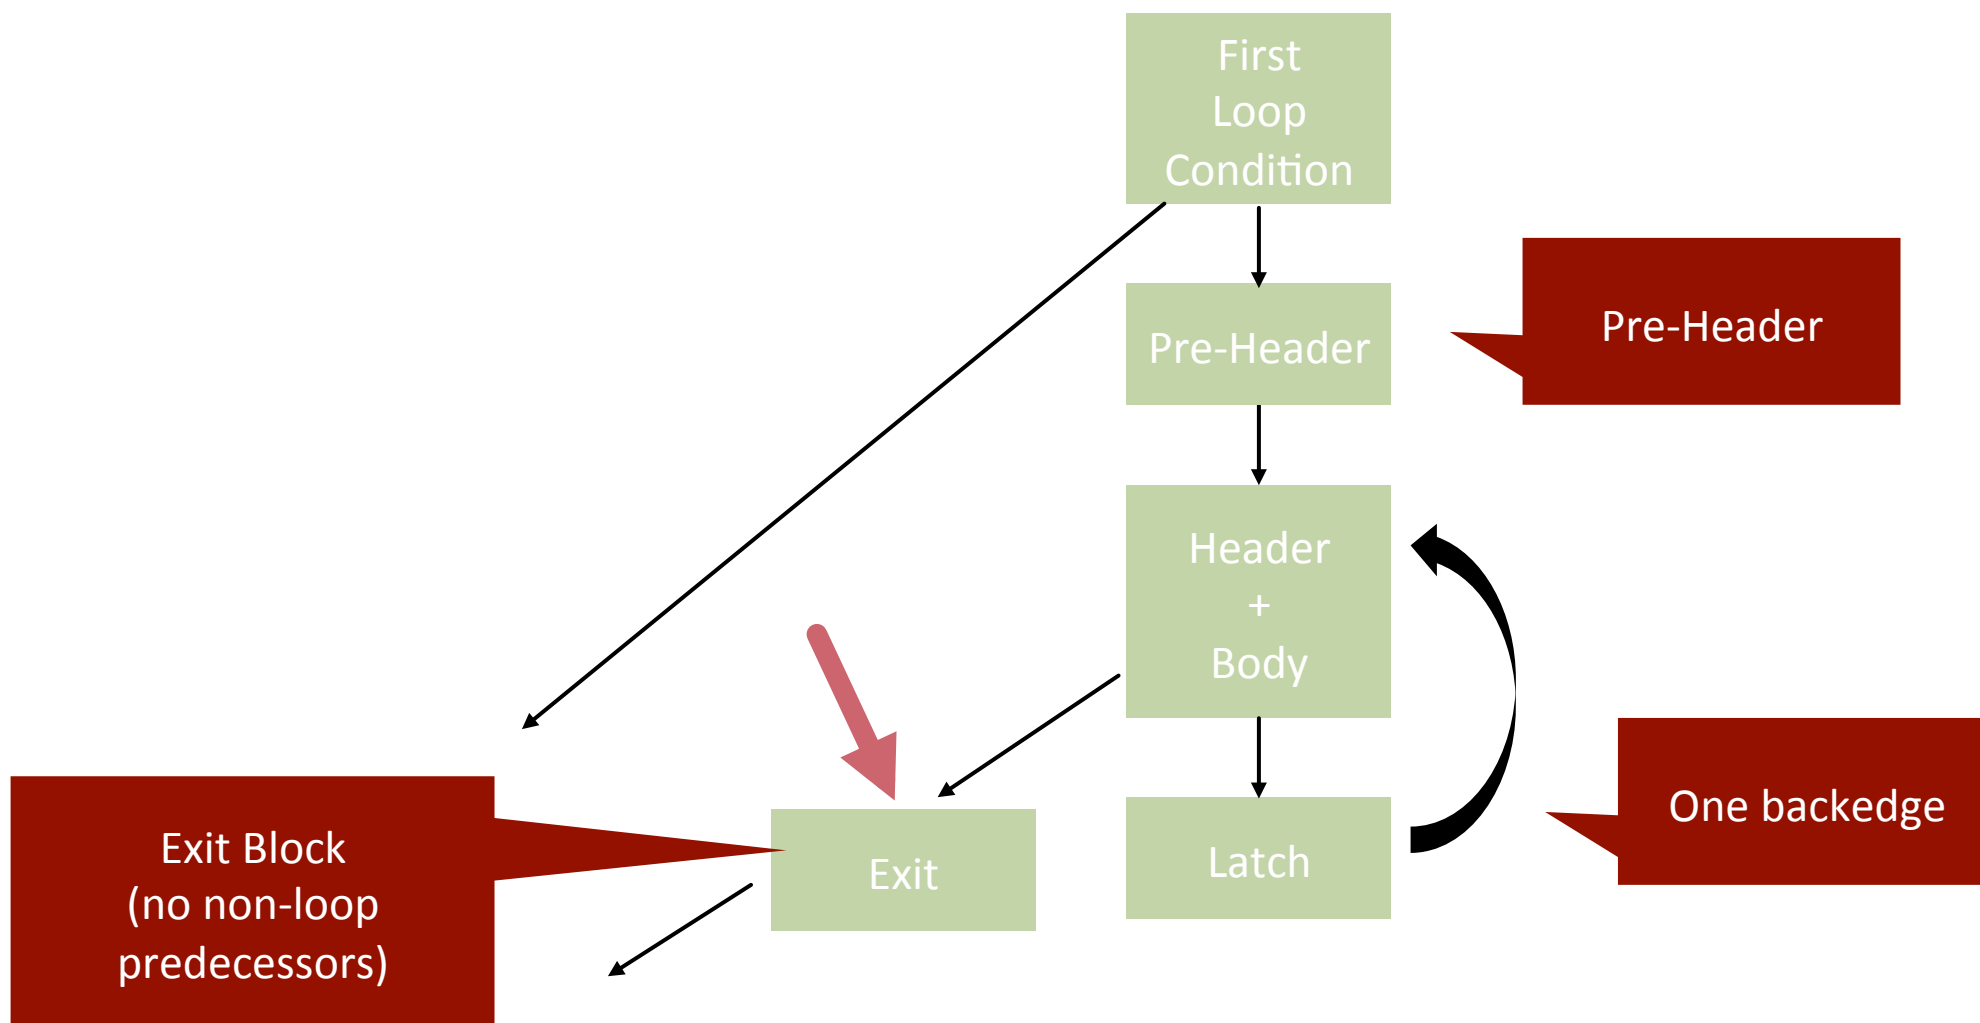 First
Loop
Condition
Pre-Header
Pre-Header
Header
+
Body
One backedge
Exit Block
(no non-loop
predecessors)
Exit
Latch